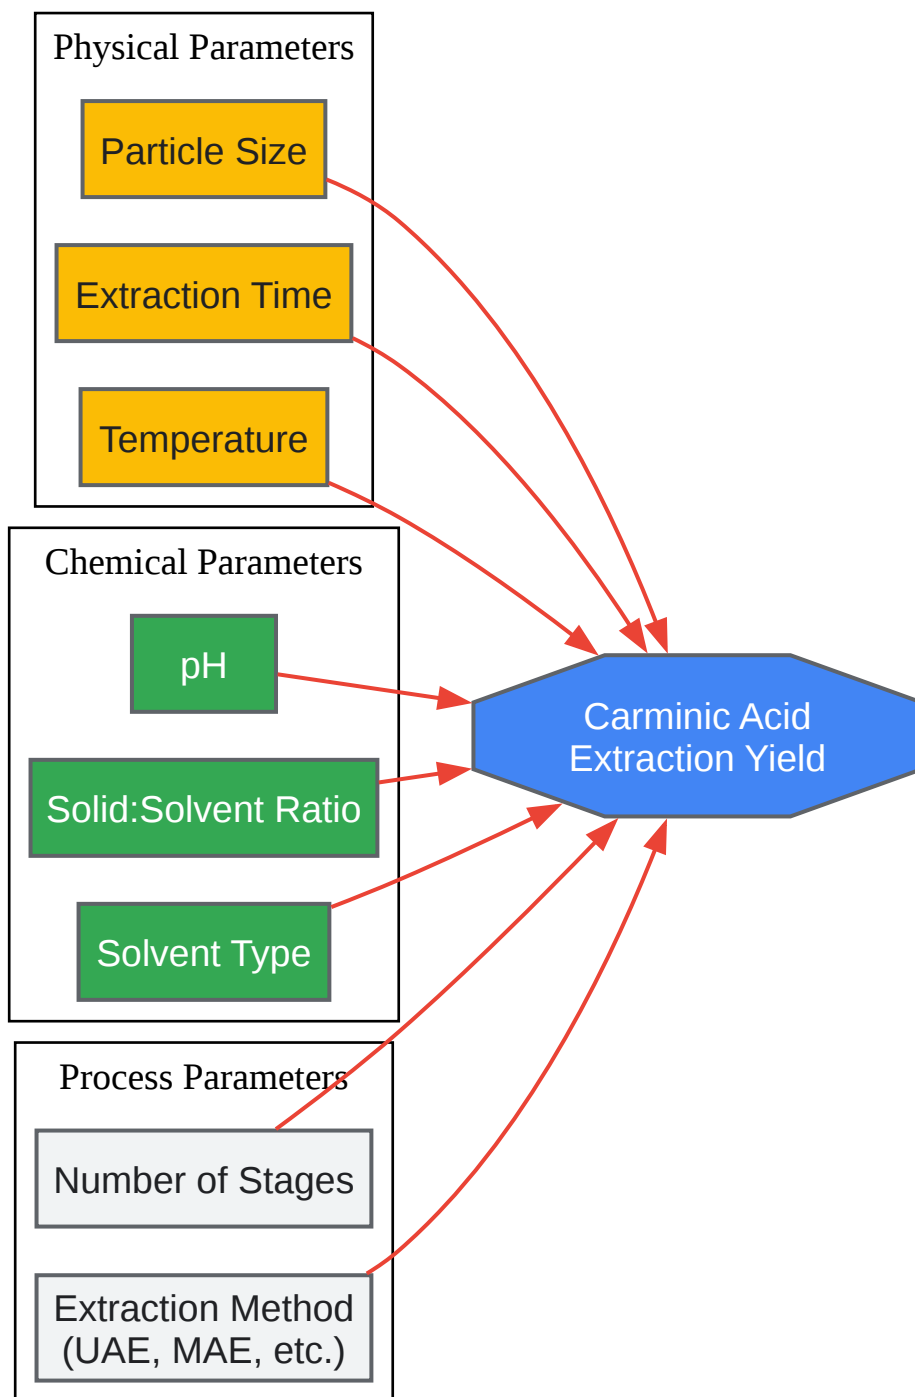 Physical Parameters
Particle Size
Extraction Time
Temperature
Chemical Parameters
pH
Solid:Solvent Ratio
Solvent Type
Carminic Acid
Extraction Yield
Process Parameters
Number of Stages
Extraction Method
(UAE, MAE, etc.)